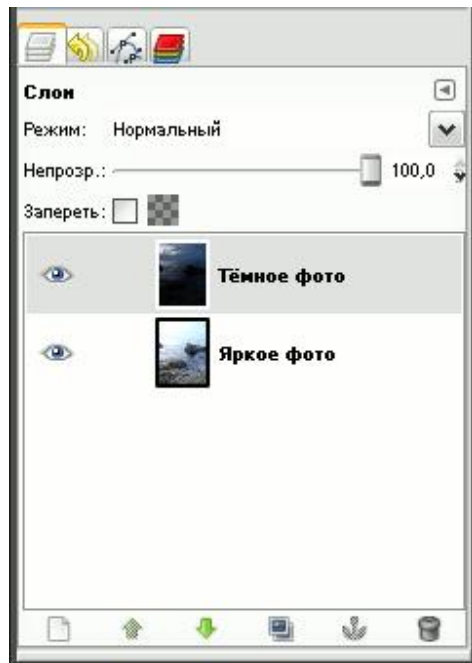 Слои
Режим: Нормальный
Непрозр.: 100,0
Запереть:
Тёмное фото
Яркое фото